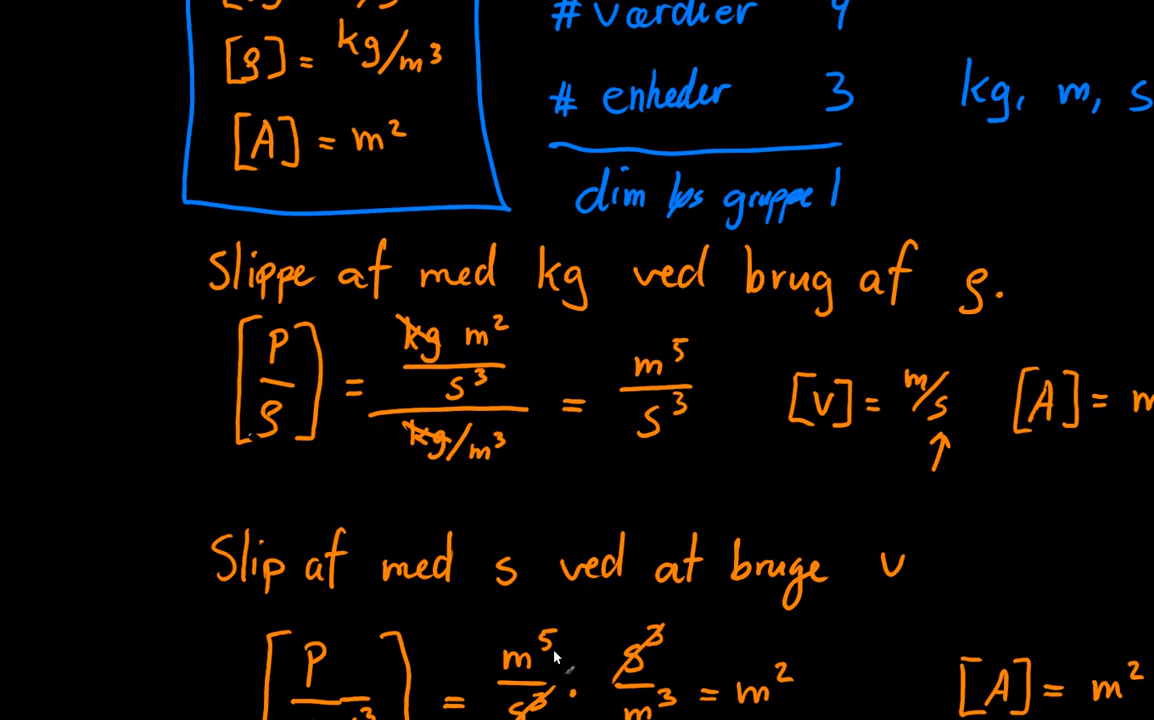 [ρ] = kg/m³
[A] = m²
# værdier 4
# enheder 3
kg, m, s
dim løs gruppe 1
Slippe af med kg ved brug af ρ.
[P/ρ] = (kg m²/s³)/(kg/m³) = m⁵/s³ [v] = m/s [A] = m
↑
Slip af med s ved at bruge v
[P/ ³] = m⁵/s³ · s³/m³ = m² [A] = m²